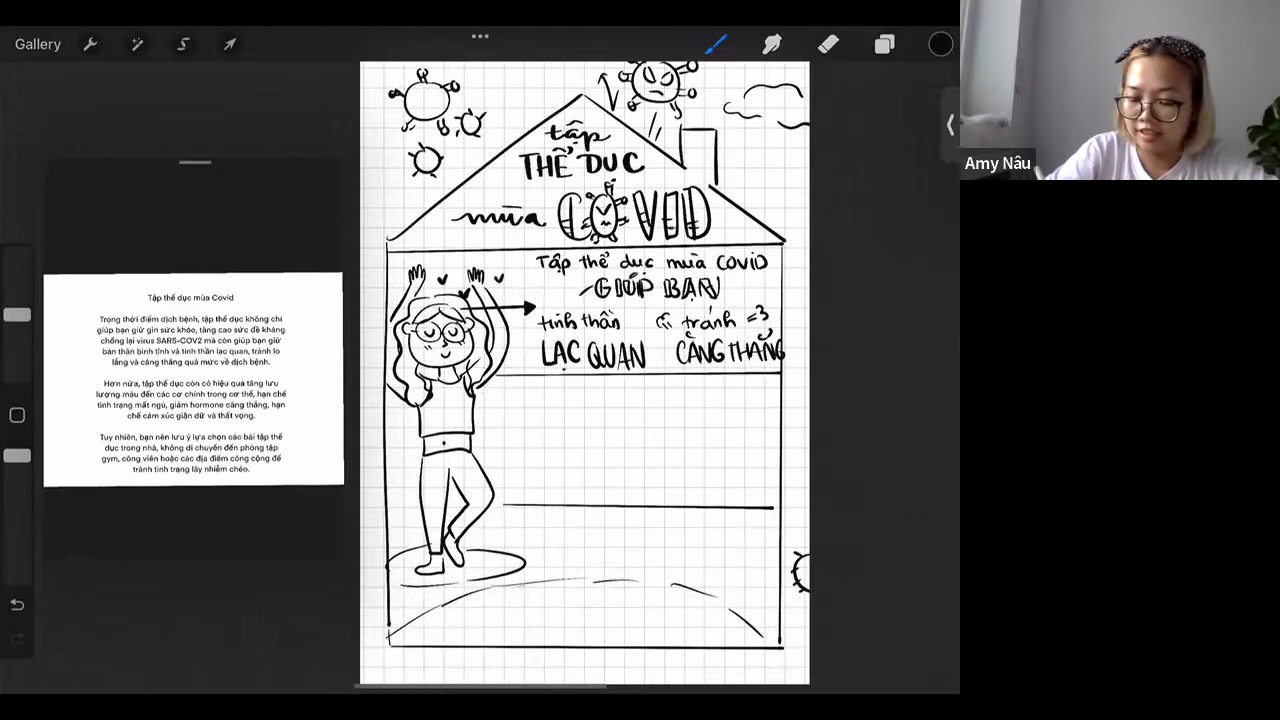 Gallery
Amy Nâu
tập
THỂ DỤC
mùa COVID
Tập thể dục mùa COVID
GIÚP BẠN
tinh thần tránh
LẠC QUAN CĂNG THẲNG
Tập thể dục mùa Covid
Trong thời điểm dịch bệnh, tập thể dục không chỉ
giúp bạn giữ gìn sức khỏe, tăng cao sức đề kháng
chống lại virus SARS-COV2 mà còn giúp bạn giữ
bản thân bình tĩnh và tinh thần lạc quan, tránh lo
lắng và căng thẳng quá mức về dịch bệnh.
Hơn nữa, tập thể dục còn có hiệu quả tăng lưu
lượng máu đến các cơ chính trong cơ thể, hạn chế
tình trạng mất ngủ, giảm hormone căng thẳng, hạn
chế cảm xúc giận dữ và thất vọng.
Tuy nhiên, bạn nên lưu ý lựa chọn các bài tập thể
dục trong nhà, không di chuyển đến phòng tập
gym, công viên hoặc các địa điểm công cộng để
tránh tình trạng lây nhiễm chéo.